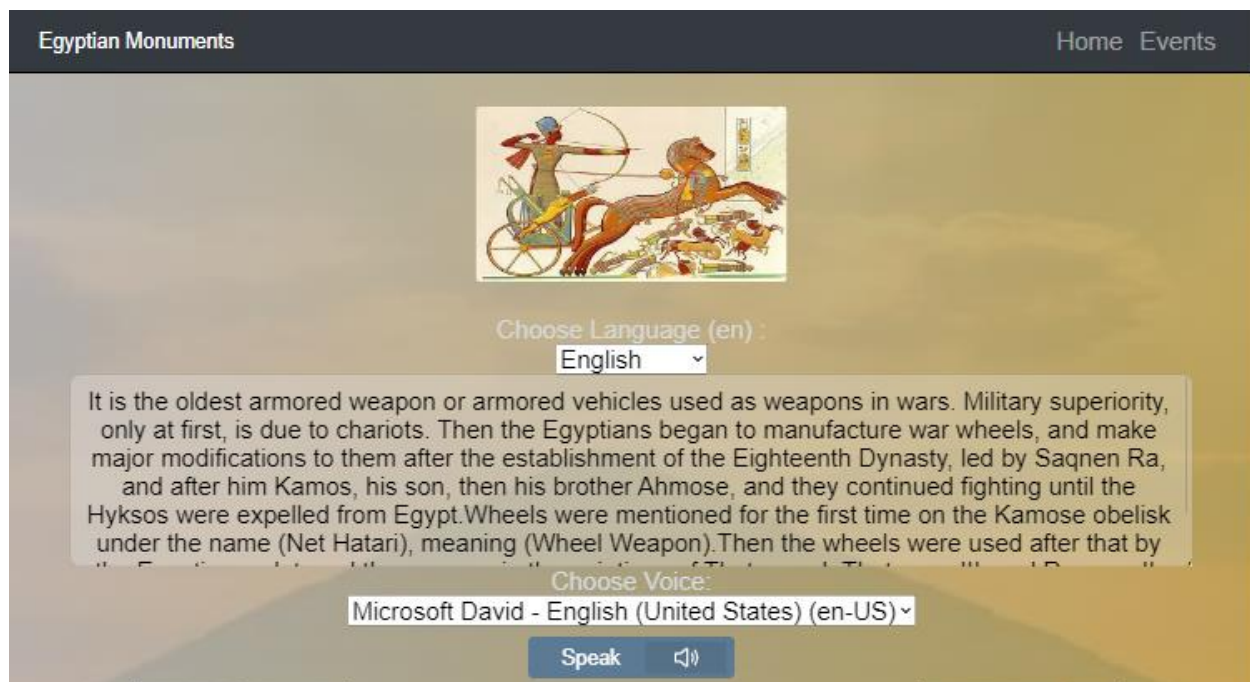 Egyptian Monuments
Home Events
Choose Language (en) :
English
It is the oldest armored weapon or armored vehicles used as weapons in wars. Military superiority,
only at first, is due to chariots. Then the Egyptians began to manufacture war wheels, and make
major modifications to them after the establishment of the Eighteenth Dynasty, led by Saqnen Ra,
and after him Kamos, his son, then his brother Ahmose, and they continued fighting until the
Hyksos were expelled from Egypt.Wheels were mentioned for the first time on the Kamose obelisk
under the name (Net Hatari), meaning (Wheel Weapon).Then the wheels were used after that by
Choose Voice:
Microsoft David - English (United States) (en-US)
Speak